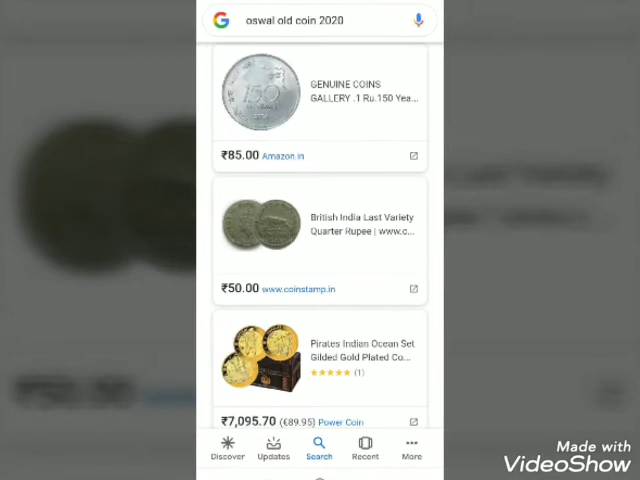 oswal old coin 2020
GENUINE COINS
GALLERY .1 Ru.150 Yea...
₹85.00 Amazon.in
British India Last Variety
Quarter Rupee | www.c...
₹50.00 www.coinstamp.in
Pirates Indian Ocean Set
Gilded Gold Plated Co...
(1)
₹7,095.70 (€89.95) Power Coin
Discover Updates Search Recent More
Made with
VideoShow
150